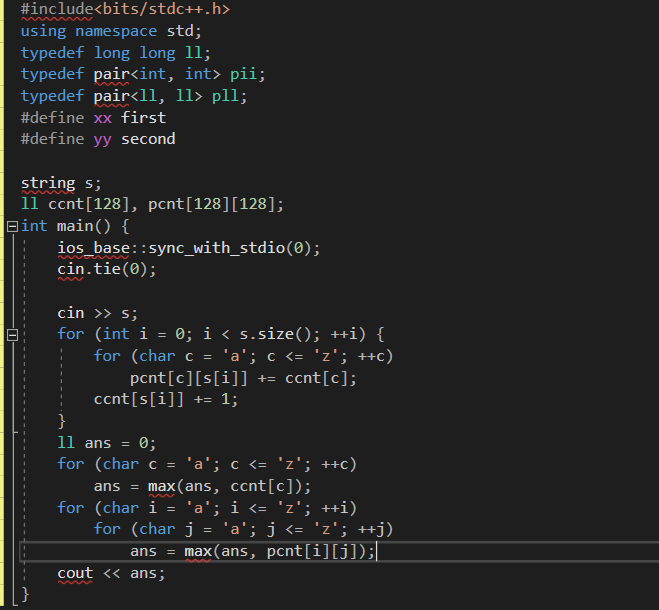 #include<bits/stdc++.h>
using namespace std;
typedef long long ll;
typedef pair<int, int> pii;
typedef pair<ll, ll> pll;
#define xx first
#define yy second

string s;
ll ccnt[128], pcnt[128][128];
int main() {
    ios_base::sync_with_stdio(0);
    cin.tie(0);

    cin >> s;
    for (int i = 0; i < s.size(); ++i) {
        for (char c = 'a'; c <= 'z'; ++c)
            pcnt[c][s[i]] += ccnt[c];
        ccnt[s[i]] += 1;
    }
    ll ans = 0;
    for (char c = 'a'; c <= 'z'; ++c)
        ans = max(ans, ccnt[c]);
    for (char i = 'a'; i <= 'z'; ++i)
        for (char j = 'a'; j <= 'z'; ++j)
            ans = max(ans, pcnt[i][j]);
    cout << ans;
}